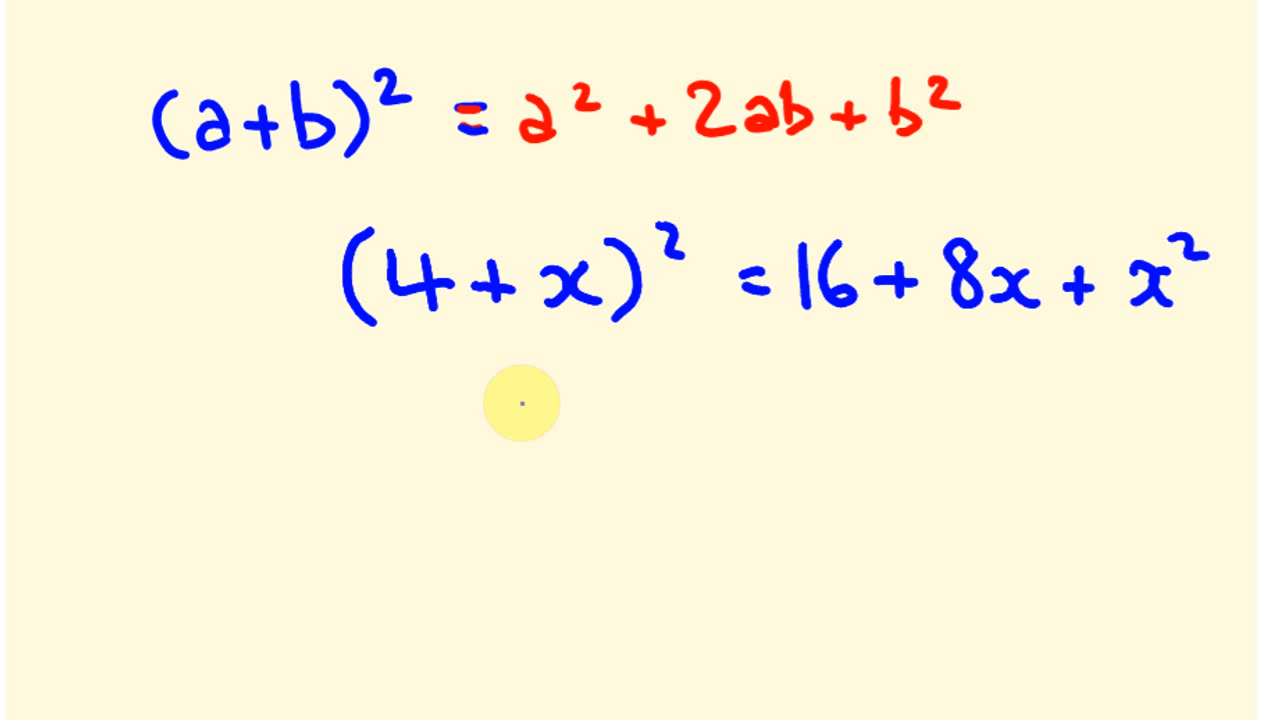 (a+b)² = a² + 2ab + b²
(4 + x)² = 16 + 8x + x²